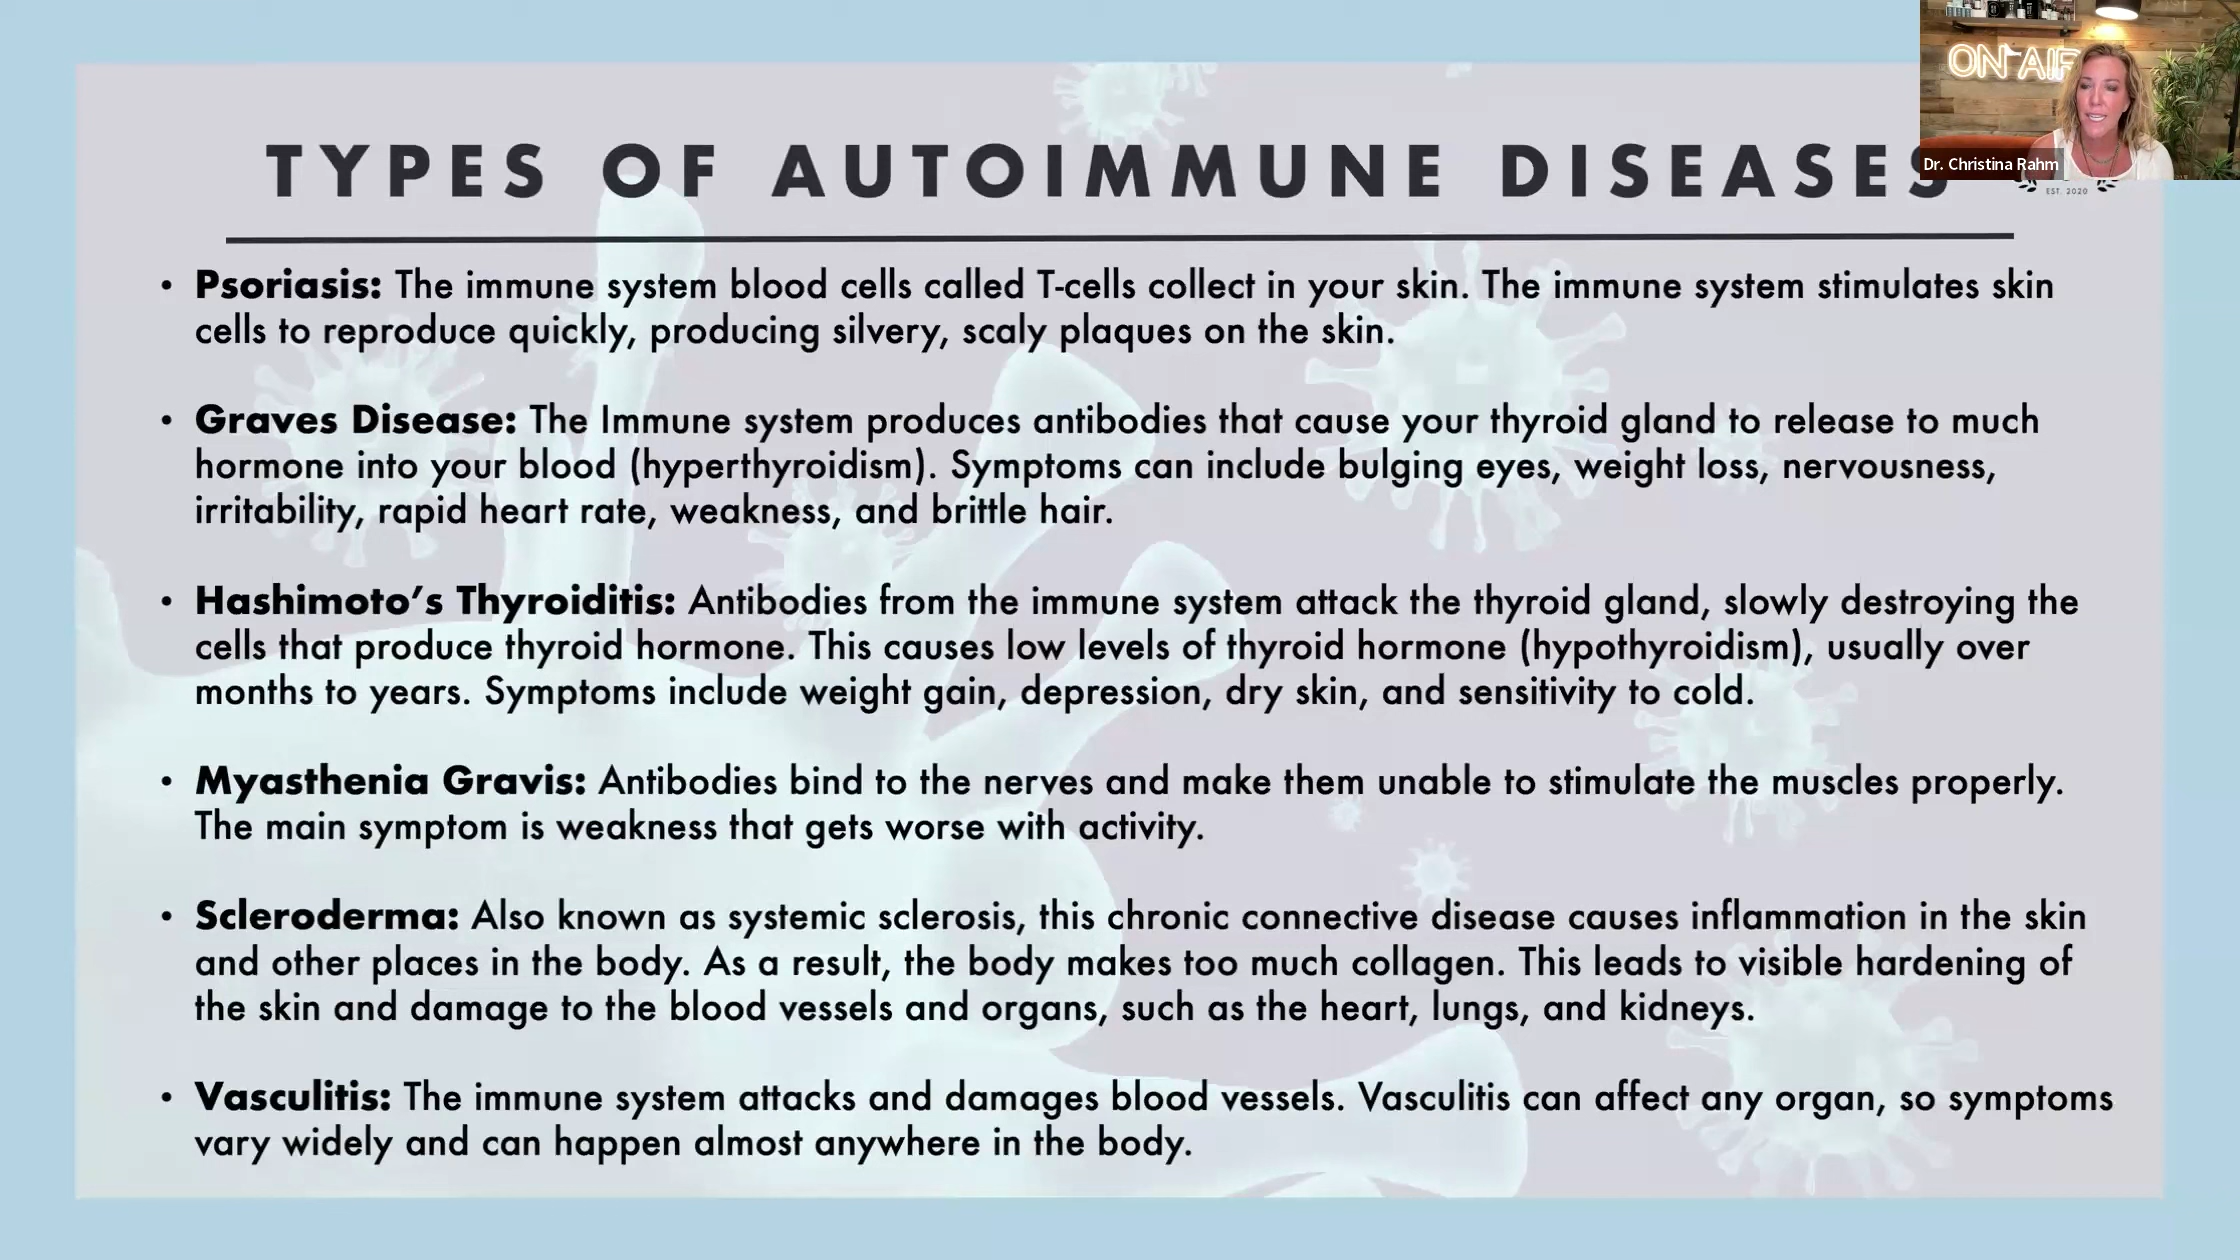 ON AIR
Dr. Christina Rahm
EST. 2020
TYPES OF AUTOIMMUNE DISEASES
• Psoriasis: The immune system blood cells called T-cells collect in your skin. The immune system stimulates skin
cells to reproduce quickly, producing silvery, scaly plaques on the skin.
• Graves Disease: The Immune system produces antibodies that cause your thyroid gland to release to much
hormone into your blood (hyperthyroidism). Symptoms can include bulging eyes, weight loss, nervousness,
irritability, rapid heart rate, weakness, and brittle hair.
• Hashimoto's Thyroiditis: Antibodies from the immune system attack the thyroid gland, slowly destroying the
cells that produce thyroid hormone. This causes low levels of thyroid hormone (hypothyroidism), usually over
months to years. Symptoms include weight gain, depression, dry skin, and sensitivity to cold.
• Myasthenia Gravis: Antibodies bind to the nerves and make them unable to stimulate the muscles properly.
The main symptom is weakness that gets worse with activity.
• Scleroderma: Also known as systemic sclerosis, this chronic connective disease causes inflammation in the skin
and other places in the body. As a result, the body makes too much collagen. This leads to visible hardening of
the skin and damage to the blood vessels and organs, such as the heart, lungs, and kidneys.
• Vasculitis: The immune system attacks and damages blood vessels. Vasculitis can affect any organ, so symptoms
vary widely and can happen almost anywhere in the body.